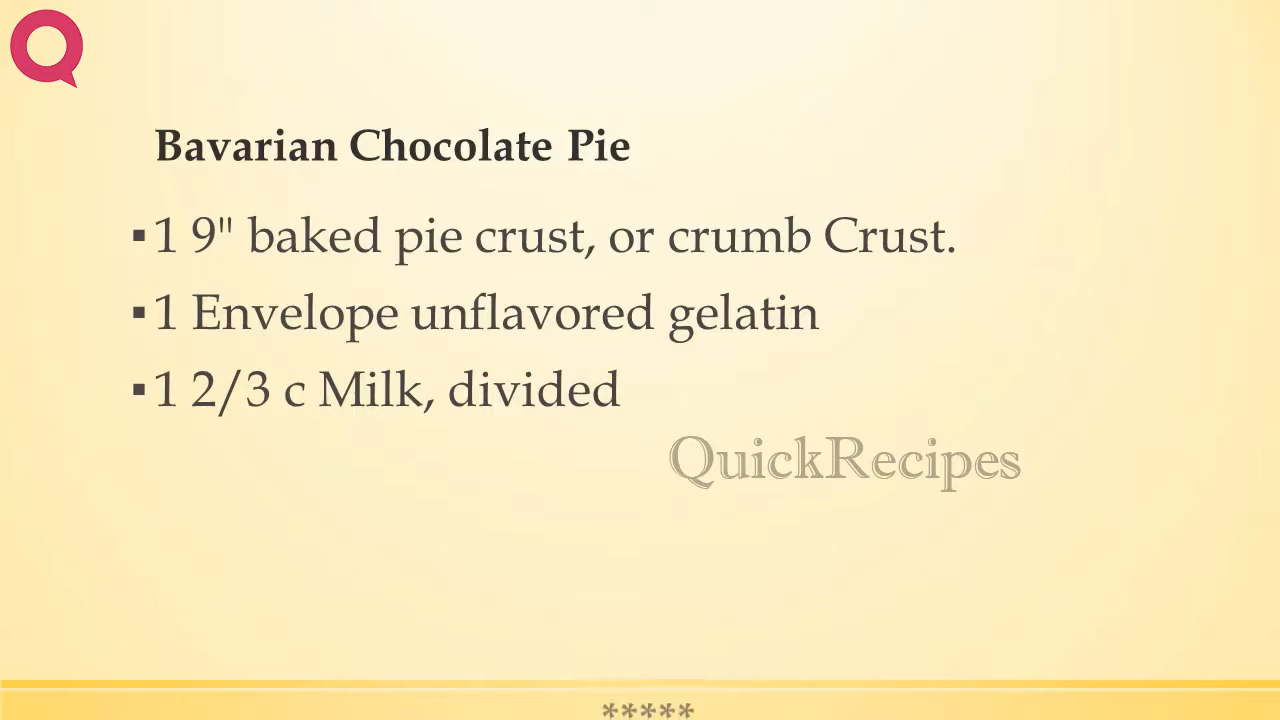 Bavarian Chocolate Pie
▪1 9" baked pie crust, or crumb Crust.
▪1 Envelope unflavored gelatin
▪1 2/3 c Milk, divided
QuickRecipes
*****